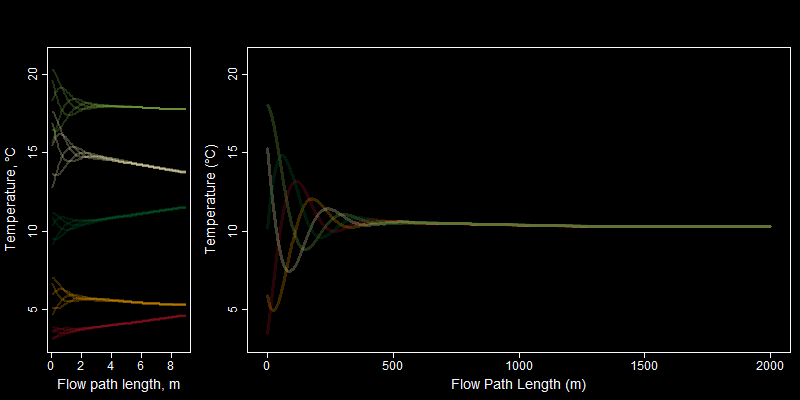 Temperature, °C
20
15
10
5
0 2 4 6 8
Flow path length, m
Temperature (°C)
20
15
10
5
0 500 1000 1500 2000
Flow Path Length (m)